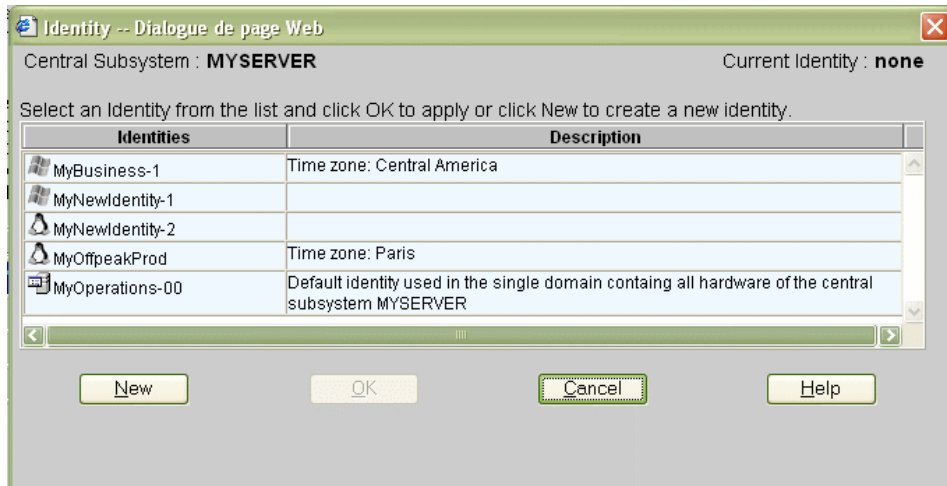 Identity -- Dialogue de page Web
Central Subsystem : MYSERVER Current Identity : none
Select an Identity from the list and click OK to apply or click New to create a new identity.
Identities Description
MyBusiness-1 Time zone: Central America
MyNewIdentity-1
MyNewIdentity-2
MyOffpeakProd Time zone: Paris
MyOperations-00 Default identity used in the single domain containg all hardware of the central
subsystem MYSERVER
New OK Cancel Help